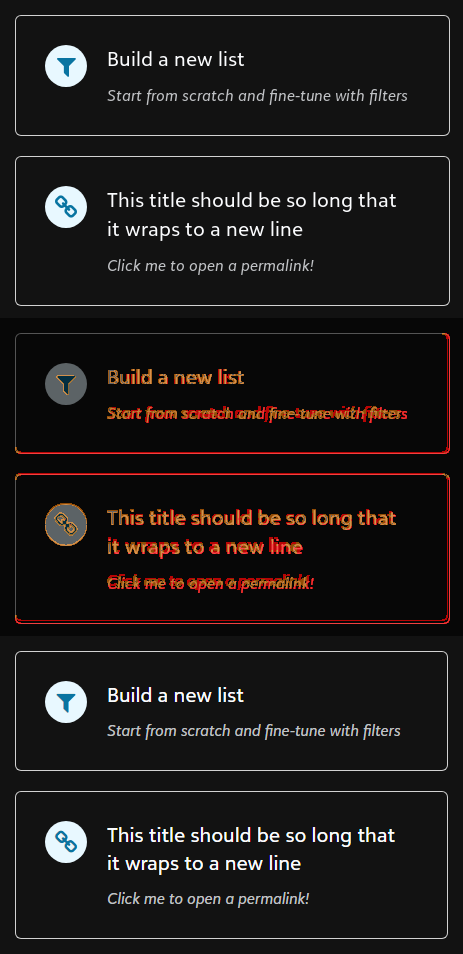 Build a new list
Start from scratch and fine-tune with filters
This title should be so long that
it wraps to a new line
Click me to open a permalink!
Build a new list
Start from scratch and fine-tune with filters
This title should be so long that
it wraps to a new line
Click me to open a permalink!
Build a new list
Start from scratch and fine-tune with filters
This title should be so long that
it wraps to a new line
Click me to open a permalink!